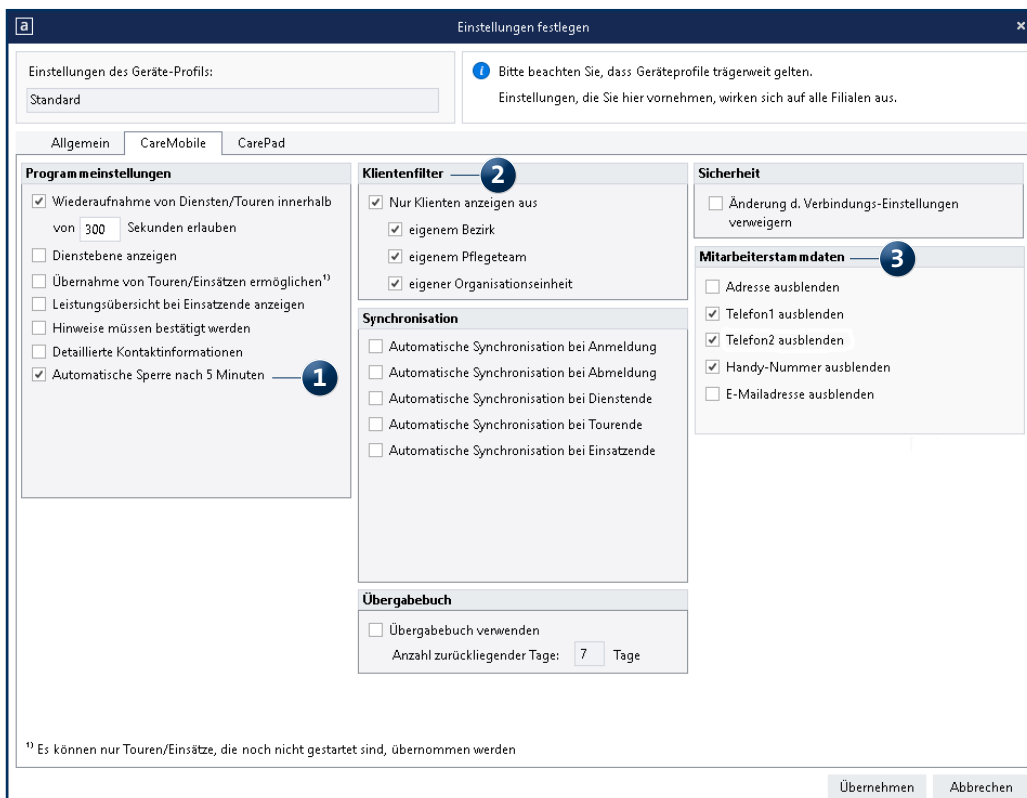 a
Einstellungen festlegen
×
Einstellungen des Geräte-Profils:
Standard
i
Bitte beachten Sie, dass Geräteprofile trägerweit gelten.
Einstellungen, die Sie hier vornehmen, wirken sich auf alle Filialen aus.
Allgemein
CareMobile
CarePad
Programmeinstellungen
Wiederaufnahme von Diensten/Touren innerhalb
von 300 Sekunden erlauben
Dienstebene anzeigen
Übernahme von Touren/Einsätzen ermöglichen¹⁾
Leistungsübersicht bei Einsatzende anzeigen
Hinweise müssen bestätigt werden
Detaillierte Kontaktinformationen
Automatische Sperre nach 5 Minuten
1
Klientenfilter
2
Nur Klienten anzeigen aus
eigenem Bezirk
eigenem Pflegeteam
eigener Organisationseinheit
Synchronisation
Automatische Synchronisation bei Anmeldung
Automatische Synchronisation bei Abmeldung
Automatische Synchronisation bei Dienstende
Automatische Synchronisation bei Tourende
Automatische Synchronisation bei Einsatzende
Übergabebuch
Übergabebuch verwenden
Anzahl zurückliegender Tage: 7 Tage
Sicherheit
Änderung d. Verbindungs-Einstellungen
verweigern
Mitarbeiterstammdaten
3
Adresse ausblenden
Telefon1 ausblenden
Telefon2 ausblenden
Handy-Nummer ausblenden
E-Mailadresse ausblenden
¹⁾ Es können nur Touren/Einsätze, die noch nicht gestartet sind, übernommen werden
Übernehmen
Abbrechen